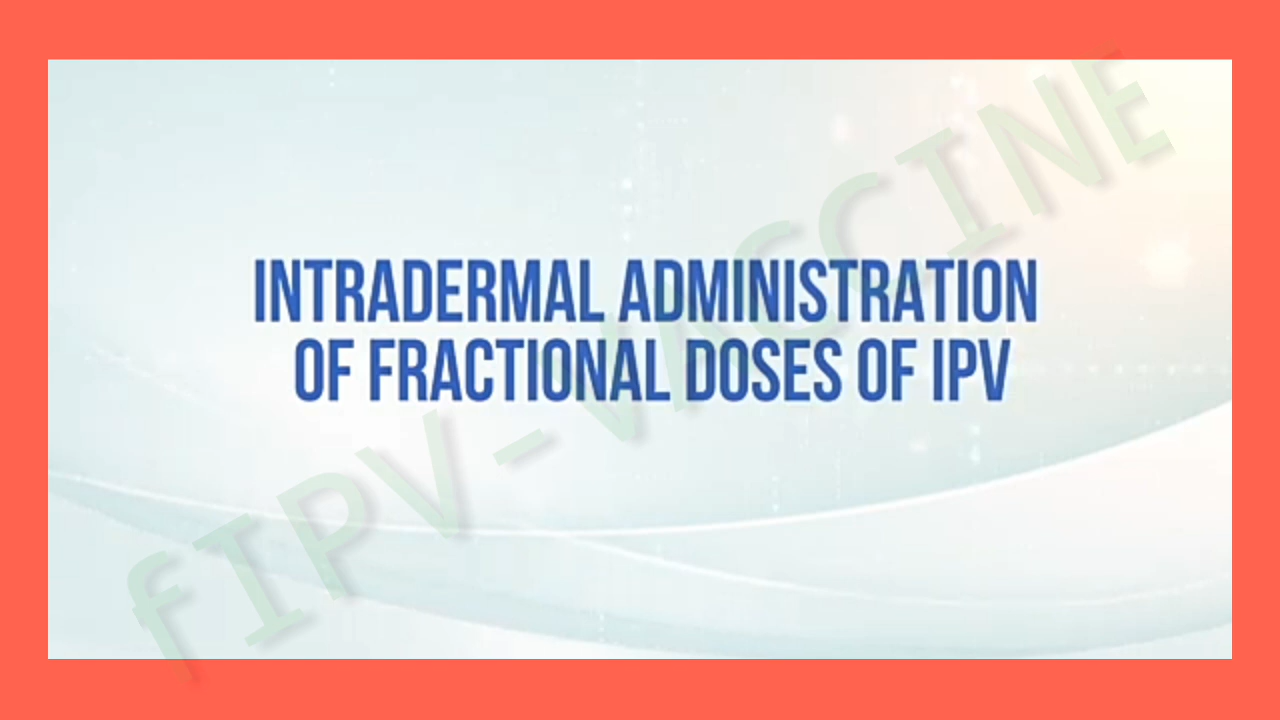 INTRADERMAL ADMINISTRATION
OF FRACTIONAL DOSES OF IPV
fIPV-VACCINE